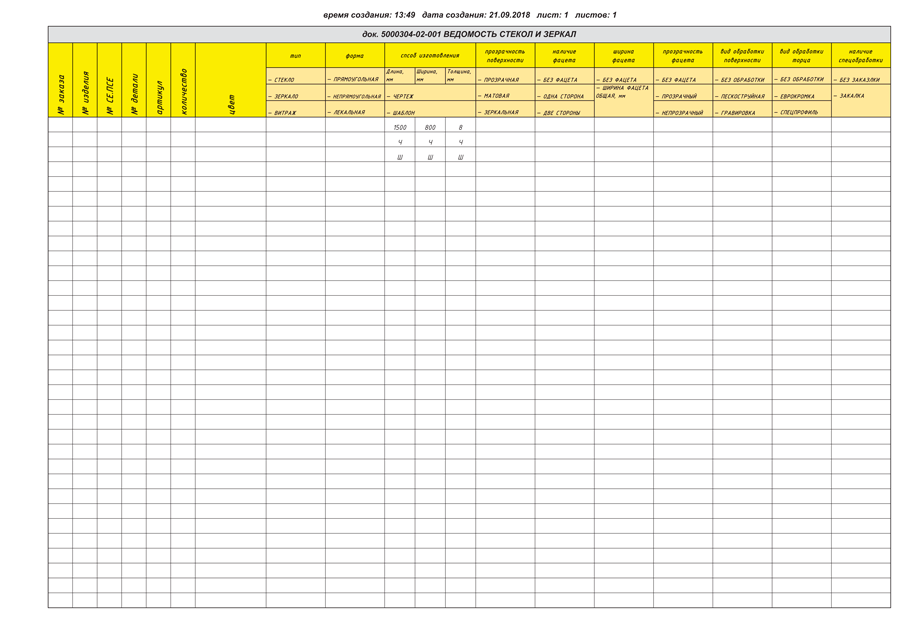 время создания: 13:49 дата создания: 21.09.2018 лист: 1 листов: 1
док. 5000304-02-001 ВЕДОМОСТЬ СТЕКОЛ И ЗЕРКАЛ
№ заказа
№ изделия
№ СЕ,ПСЕ
№ детали
артикул
количество
цвет
тип
– СТЕКЛО
– ЗЕРКАЛО
– ВИТРАЖ
форма
– ПРЯМОУГОЛЬНАЯ
– НЕПРЯМОУГОЛЬНАЯ
– ЛЕКАЛЬНАЯ
спсоб изготовления
Длина, мм
Ширина, мм
Толщина, мм
– ЧЕРТЕЖ
– ШАБЛОН
прозрачность
поверхности
– ПРОЗРАЧНАЯ
– МАТОВАЯ
– ЗЕРКАЛЬНАЯ
наличие
фацета
– БЕЗ ФАЦЕТА
– ОДНА СТОРОНА
– ДВЕ СТОРОНЫ
ширина
фацета
– БЕЗ ФАЦЕТА
– ШИРИНА ФАЦЕТА
ОБЩАЯ, мм
прозрачность
фацета
– БЕЗ ФАЦЕТА
– ПРОЗРАЧНЫЙ
– НЕПРОЗРАЧНЫЙ
вид обработки
поверхности
– БЕЗ ОБРАБОТКИ
– ПЕСКОСТРУЙНАЯ
– ГРАВИРОВКА
вид обработки
торца
– БЕЗ ОБРАБОТКИ
– ЕВРОКРОМКА
– СПЕЦПРОФИЛЬ
наличие
спецобработки
– БЕЗ ЗАКАЛКИ
– ЗАКАЛКА
1500 800 8
Ч Ч Ч
Ш Ш Ш